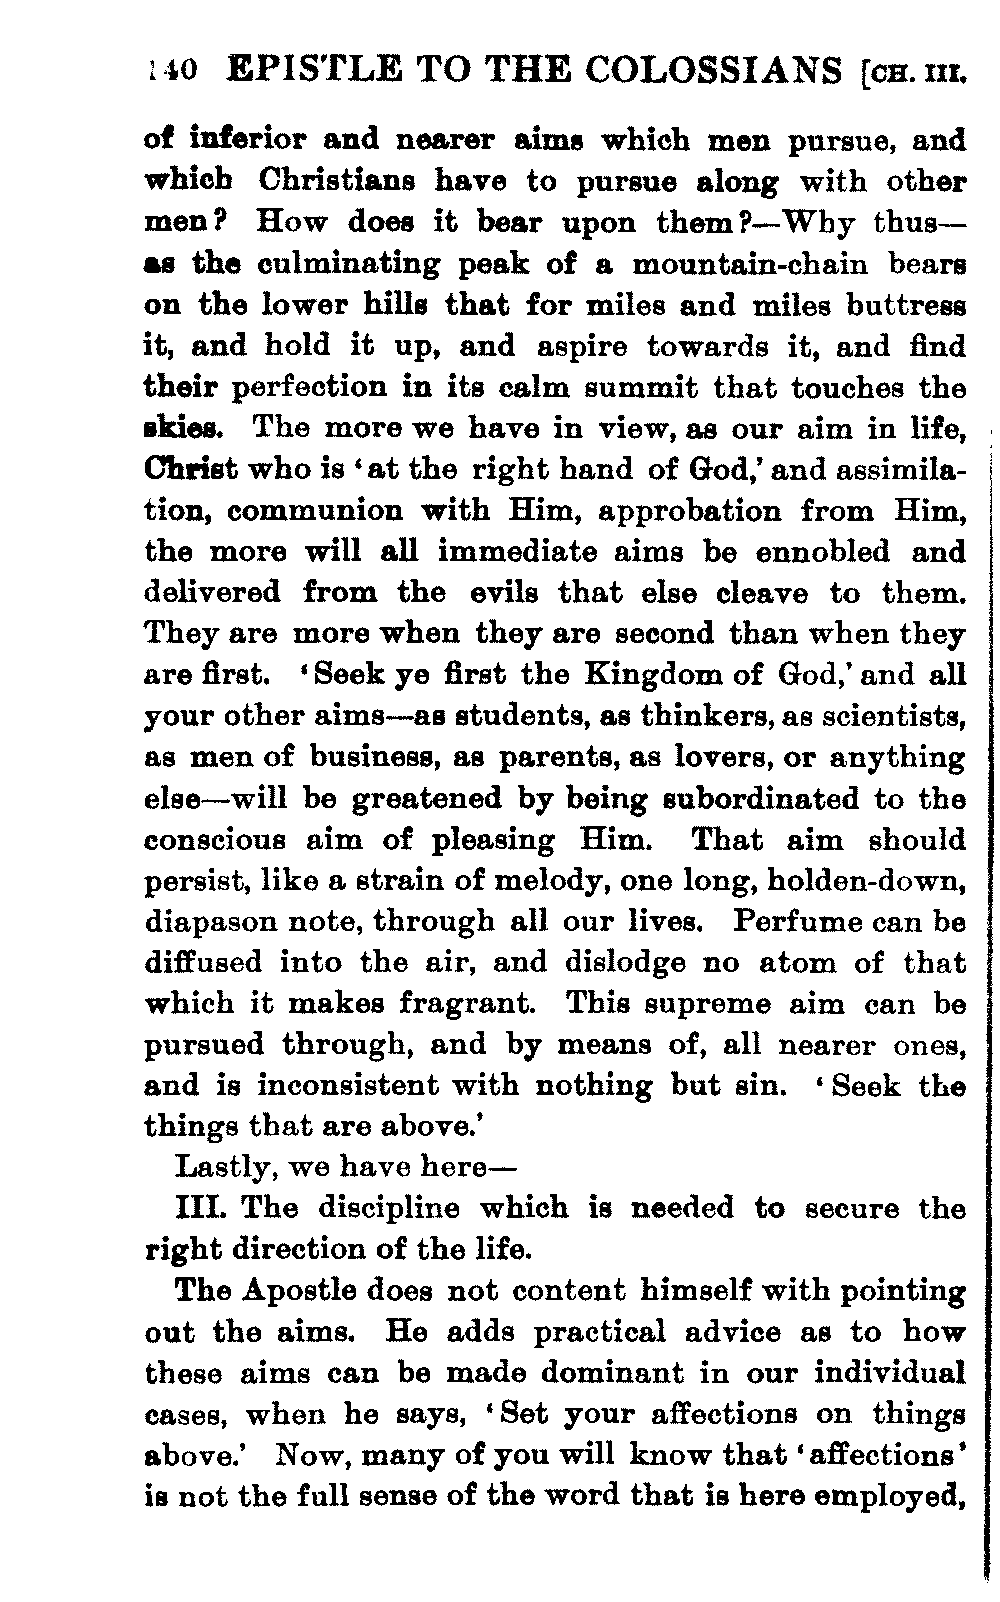 140 EPISTLE TO THE COLOSSIANS [CH. III.
of inferior and nearer aims which men pursue, and
which Christians have to pursue along with other
men? How does it bear upon them?—Why thus—
as the culminating peak of a mountain-chain bears
on the lower hills that for miles and miles buttress
it, and hold it up, and aspire towards it, and find
their perfection in its calm summit that touches the
skies. The more we have in view, as our aim in life,
Christ who is ‘at the right hand of God,’ and assimila-
tion, communion with Him, approbation from Him,
the more will all immediate aims be ennobled and
delivered from the evils that else cleave to them.
They are more when they are second than when they
are first. ‘Seek ye first the Kingdom of God,’ and all
your other aims—as students, as thinkers, as scientists,
as men of business, as parents, as lovers, or anything
else—will be greatened by being subordinated to the
conscious aim of pleasing Him. That aim should
persist, like a strain of melody, one long, holden-down,
diapason note, through all our lives. Perfume can be
diffused into the air, and dislodge no atom of that
which it makes fragrant. This supreme aim can be
pursued through, and by means of, all nearer ones,
and is inconsistent with nothing but sin. ‘Seek the
things that are above.’
Lastly, we have here—
III. The discipline which is needed to secure the
right direction of the life.
The Apostle does not content himself with pointing
out the aims. He adds practical advice as to how
these aims can be made dominant in our individual
cases, when he says, ‘Set your affections on things
above.’ Now, many of you will know that ‘affections’
is not the full sense of the word that is here employed,